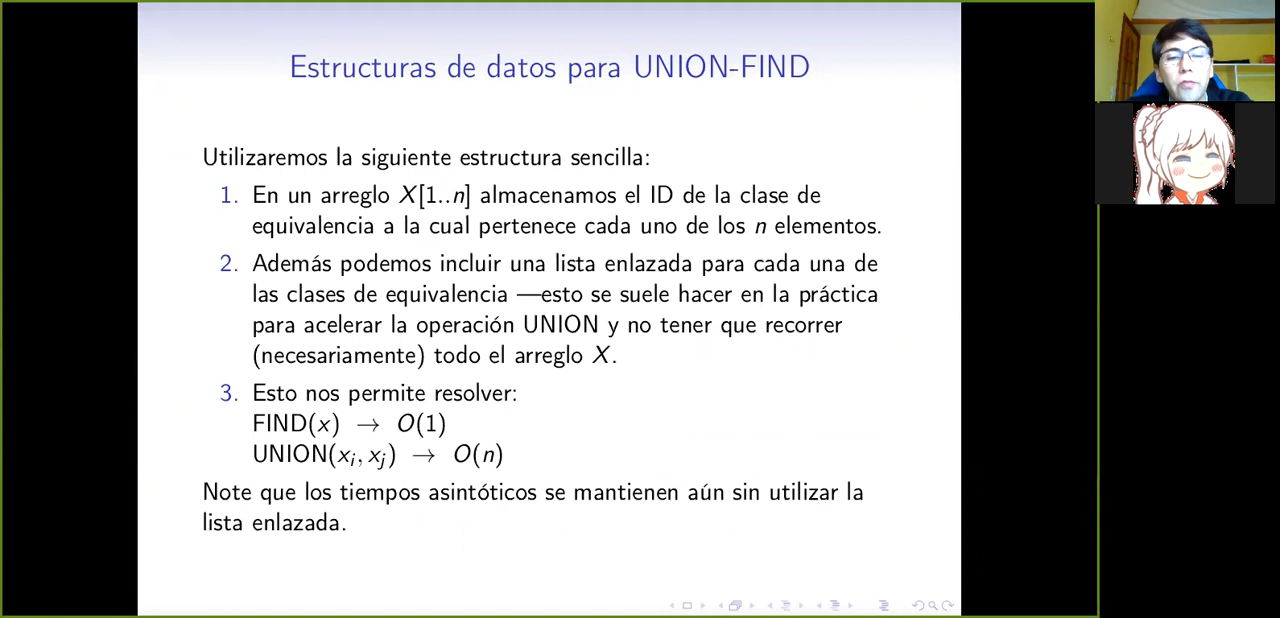 Estructuras de datos para UNION-FIND
Utilizaremos la siguiente estructura sencilla:
1. En un arreglo X[1..n] almacenamos el ID de la clase de
equivalencia a la cual pertenece cada uno de los n elementos.
2. Además podemos incluir una lista enlazada para cada una de
las clases de equivalencia —esto se suele hacer en la práctica
para acelerar la operación UNION y no tener que recorrer
(necesariamente) todo el arreglo X.
3. Esto nos permite resolver:
FIND(x) → O(1)
UNION(xᵢ, xⱼ) → O(n)
Note que los tiempos asintóticos se mantienen aún sin utilizar la
lista enlazada.